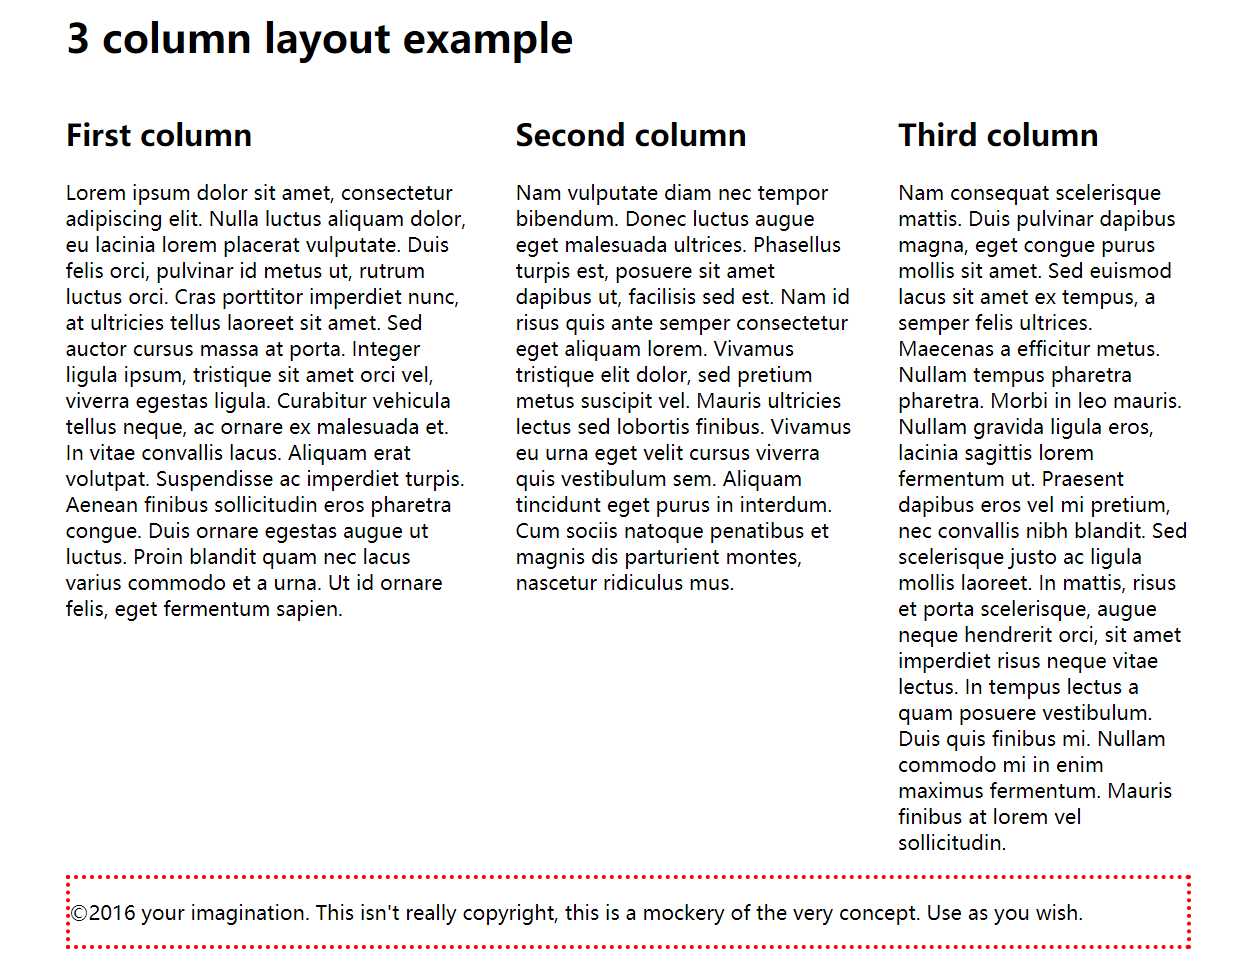 3 column layout example
First column
Lorem ipsum dolor sit amet, consectetur
adipiscing elit. Nulla luctus aliquam dolor,
eu lacinia lorem placerat vulputate. Duis
felis orci, pulvinar id metus ut, rutrum
luctus orci. Cras porttitor imperdiet nunc,
at ultricies tellus laoreet sit amet. Sed
auctor cursus massa at porta. Integer
ligula ipsum, tristique sit amet orci vel,
viverra egestas ligula. Curabitur vehicula
tellus neque, ac ornare ex malesuada et.
In vitae convallis lacus. Aliquam erat
volutpat. Suspendisse ac imperdiet turpis.
Aenean finibus sollicitudin eros pharetra
congue. Duis ornare egestas augue ut
luctus. Proin blandit quam nec lacus
varius commodo et a urna. Ut id ornare
felis, eget fermentum sapien.
Second column
Nam vulputate diam nec tempor
bibendum. Donec luctus augue
eget malesuada ultrices. Phasellus
turpis est, posuere sit amet
dapibus ut, facilisis sed est. Nam id
risus quis ante semper consectetur
eget aliquam lorem. Vivamus
tristique elit dolor, sed pretium
metus suscipit vel. Mauris ultricies
lectus sed lobortis finibus. Vivamus
eu urna eget velit cursus viverra
quis vestibulum sem. Aliquam
tincidunt eget purus in interdum.
Cum sociis natoque penatibus et
magnis dis parturient montes,
nascetur ridiculus mus.
Third column
Nam consequat scelerisque
mattis. Duis pulvinar dapibus
magna, eget congue purus
mollis sit amet. Sed euismod
lacus sit amet ex tempus, a
semper felis ultrices.
Maecenas a efficitur metus.
Nullam tempus pharetra
pharetra. Morbi in leo mauris.
Nullam gravida ligula eros,
lacinia sagittis lorem
fermentum ut. Praesent
dapibus eros vel mi pretium,
nec convallis nibh blandit. Sed
scelerisque justo ac ligula
mollis laoreet. In mattis, risus
et porta scelerisque, augue
neque hendrerit orci, sit amet
imperdiet risus neque vitae
lectus. In tempus lectus a
quam posuere vestibulum.
Duis quis finibus mi. Nullam
commodo mi in enim
maximus fermentum. Mauris
finibus at lorem vel
sollicitudin.
©2016 your imagination. This isn't really copyright, this is a mockery of the very concept. Use as you wish.